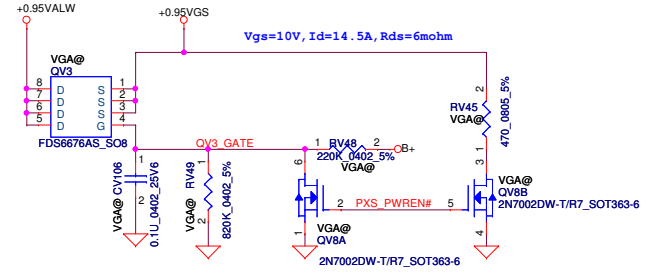 +0.95VALW
+0.95VGS
Vgs=10V,Id=14.5A,Rds=6mohm
VGA@
QV3
8 D S 1
7 D S 2
6 D S 3
5 D G 4
FDS6676AS_SO8
QV3_GATE
1 RV48 2
B+
220K_0402_5%
VGA@
1
2
VGA@ CV106
0.1U_0402_25V6
1
2
VGA@ RV49
820K_0402_5%
6
2
1
VGA@
QV8A
2N7002DW-T/R7_SOT363-6
PXS_PWREN#
2
RV45
VGA@
1
470_0805_5%
3
5
4
VGA@
QV8B
2N7002DW-T/R7_SOT363-6